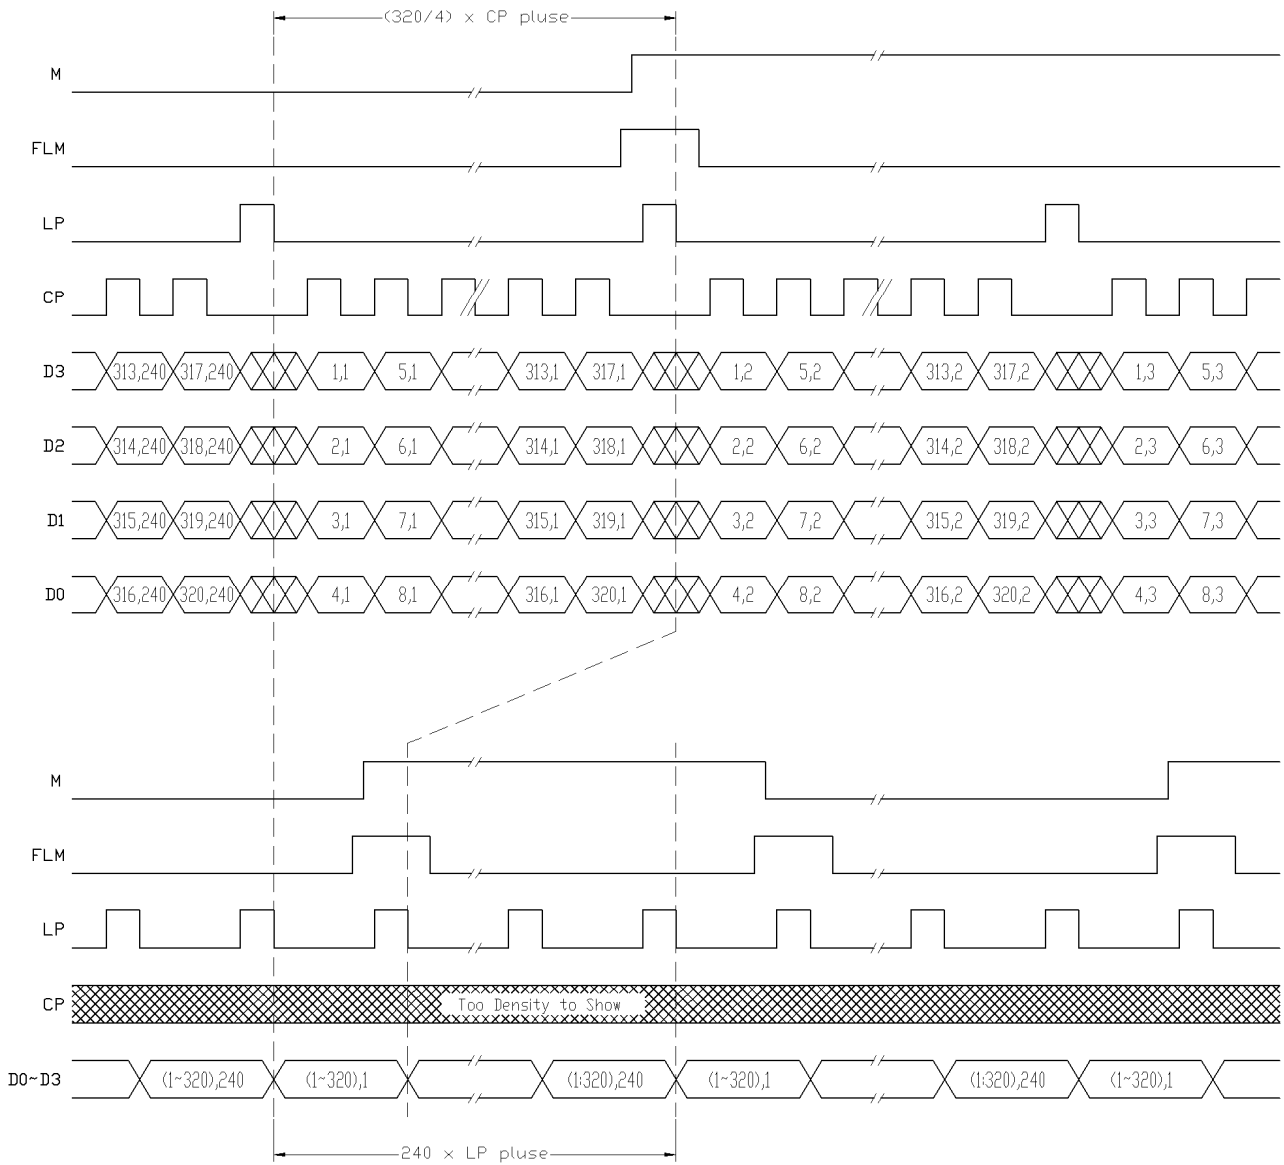 (320/4) x CP pluse
M
FLM
LP
CP
D3 313,240 317,240 1,1 5,1 313,1 317,1 1,2 5,2 313,2 317,2 1,3 5,3
D2 314,240 318,240 2,1 6,1 314,1 318,1 2,2 6,2 314,2 318,2 2,3 6,3
D1 315,240 319,240 3,1 7,1 315,1 319,1 3,2 7,2 315,2 319,2 3,3 7,3
D0 316,240 320,240 4,1 8,1 316,1 320,1 4,2 8,2 316,2 320,2 4,3 8,3
M
FLM
LP
CP Too Density to Show
D0~D3 (1~320),240 (1~320),1 (1:320),240 (1~320),1 (1:320),240 (1~320),1
240 x LP pluse